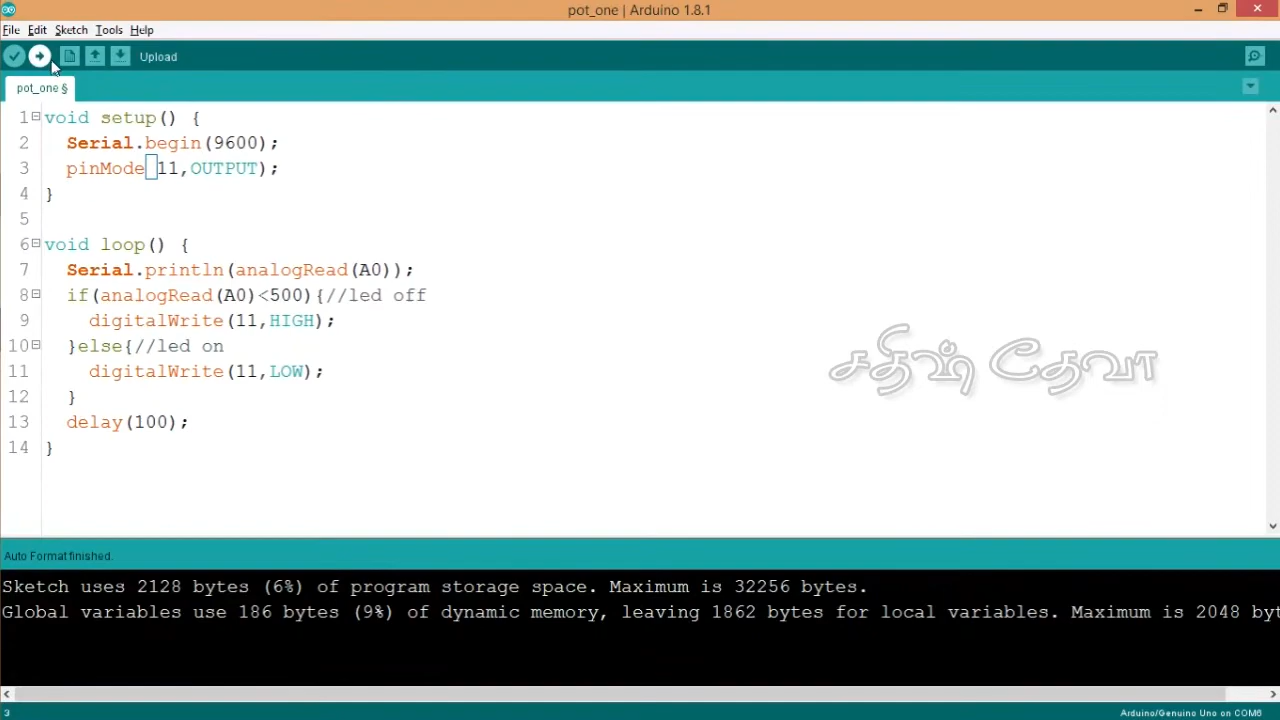 pot_one | Arduino 1.8.1
File Edit Sketch Tools Help
Upload
pot_one §
1 void setup() {
2 Serial.begin(9600);
3 pinMode(11,OUTPUT);
4 }
5
6 void loop() {
7 Serial.println(analogRead(A0));
8 if(analogRead(A0)<500){//led off
9 digitalWrite(11,HIGH);
10 }else{//led on
11 digitalWrite(11,LOW);
12 }
13 delay(100);
14 }
சதிஷ் தேவா
Auto Format finished.
Sketch uses 2128 bytes (6%) of program storage space. Maximum is 32256 bytes.
Global variables use 186 bytes (9%) of dynamic memory, leaving 1862 bytes for local variables. Maximum is 2048 byt
3
Arduino/Genuino Uno on COM6